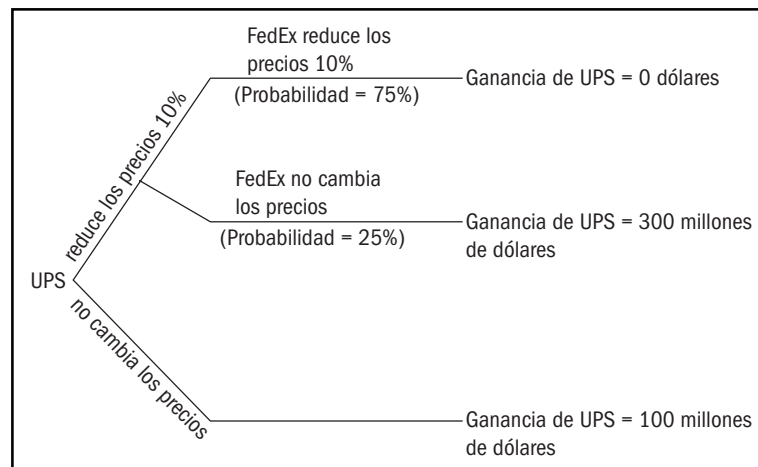 FedEx reduce los
precios 10%
(Probabilidad = 75%)
Ganancia de UPS = 0 dólares
reduce los precios 10%
FedEx no cambia
los precios
(Probabilidad = 25%)
Ganancia de UPS = 300 millones
de dólares
UPS
no cambia los precios
Ganancia de UPS = 100 millones
de dólares